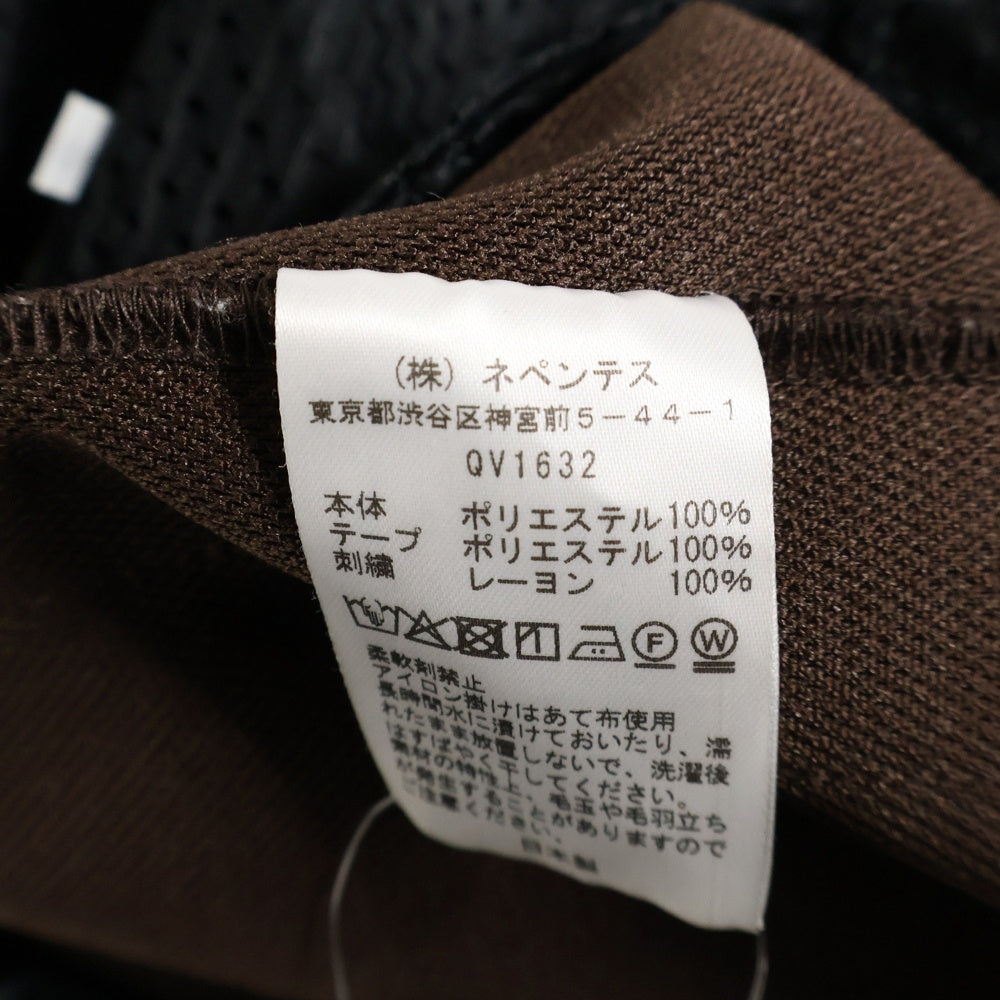 (株) ネペンテス
東京都渋谷区神宮前5-44-1
QV1632
本体 ポリエステル100%
テープ ポリエステル100%
刺繍 レーヨン 100%
F W
柔軟剤禁止
アイロン掛けはあて布使用
長時間水に漬けておいたり、濡
れたまま放置しないで、洗濯後
はすばやく干してください。
素材の特性上、毛玉や毛羽立ち
が発生することがありますので
ご注意ください。
日本製